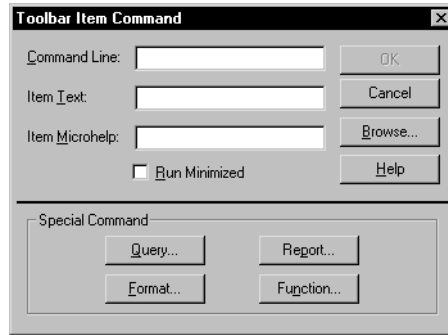 Toolbar Item Command
Command Line:
OK
Item Text:
Cancel
Item Microhelp:
Browse...
Run Minimized
Help
Special Command
Query...
Report...
Format...
Function...